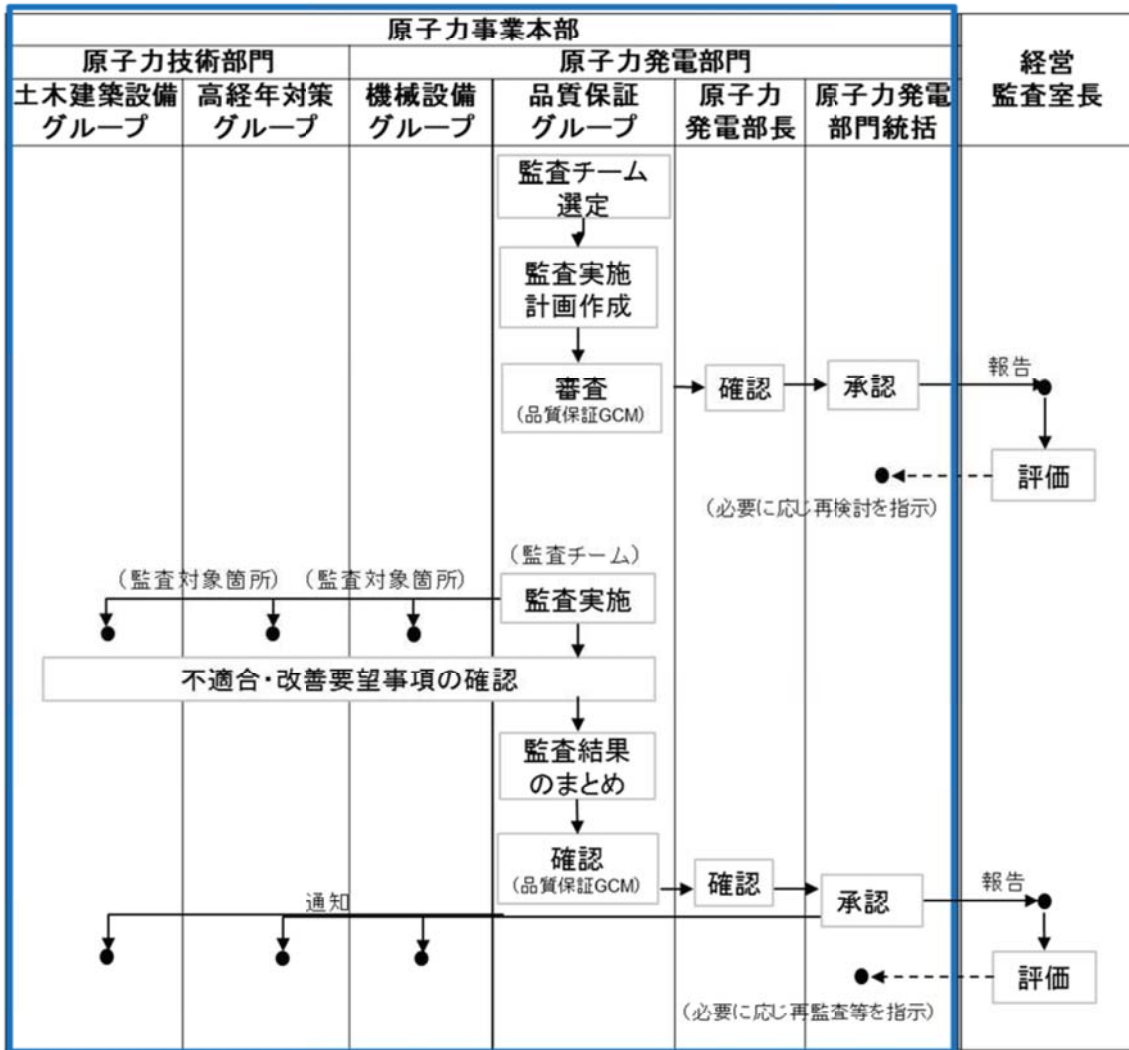 原子力事業本部
原子力技術部門
原子力発電部門
経営
監査室長
土木建築設備
グループ
高経年対策
グループ
機械設備
グループ
品質保証
グループ
原子力
発電部長
原子力発電
部門統括
監査チーム
選定
監査実施
計画作成
審査
(品質保証GCM)
確認
承認
報告
評価
(必要に応じ再検討を指示)
(監査チーム)
(監査対象箇所)
(監査対象箇所)
監査実施
不適合・改善要望事項の確認
監査結果
のまとめ
確認
(品質保証GCM)
確認
承認
報告
通知
評価
(必要に応じ再監査等を指示)